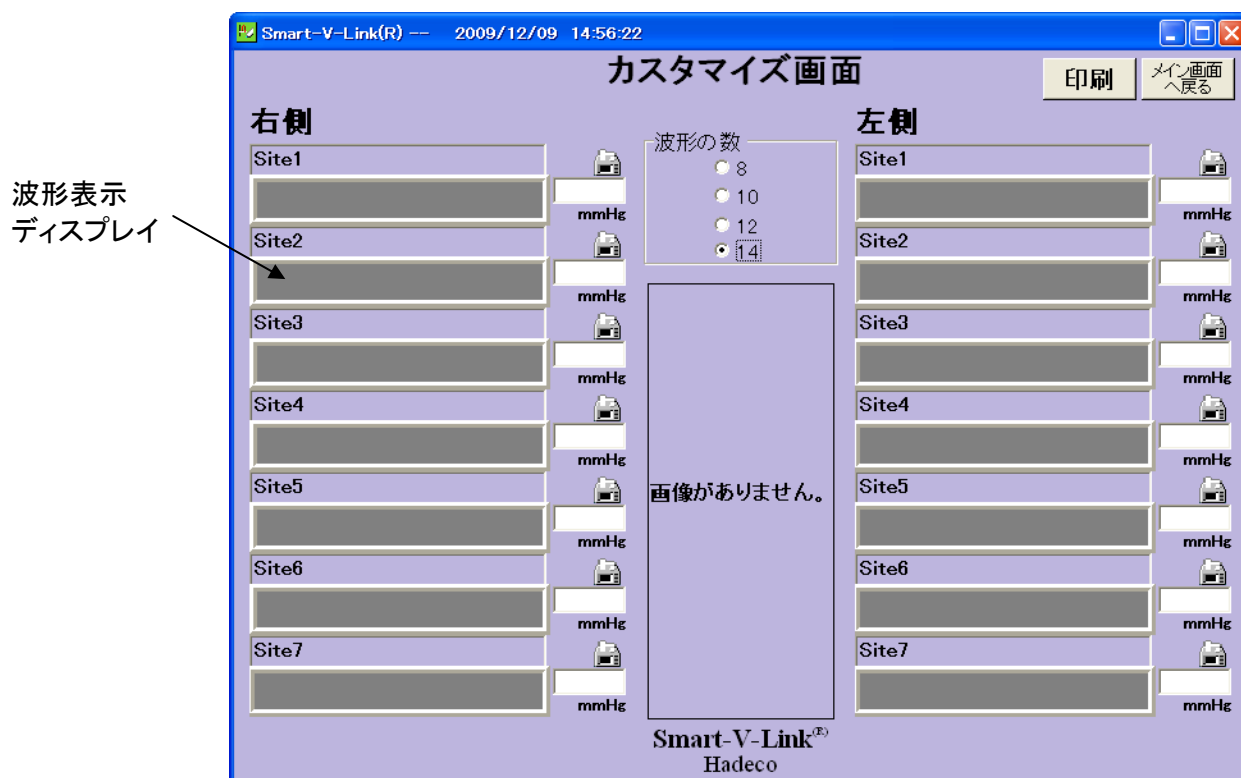 Smart-V-Link(R) -- 2009/12/09 14:56:22
カスタマイズ画面
印刷
メイン画面
へ戻る
波形表示
ディスプレイ
右側
Site1
mmHg
Site2
mmHg
Site3
mmHg
Site4
mmHg
Site5
mmHg
Site6
mmHg
Site7
mmHg
波形の数
8
10
12
14
画像がありません。
Smart-V-Link(R)
Hadeco
左側
Site1
mmHg
Site2
mmHg
Site3
mmHg
Site4
mmHg
Site5
mmHg
Site6
mmHg
Site7
mmHg